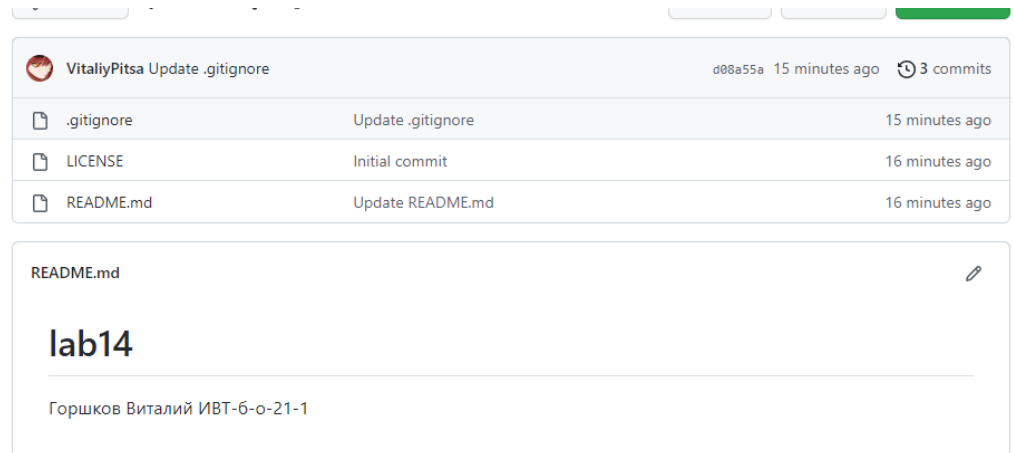 VitaliyPitsa Update .gitignore d08a55a 15 minutes ago 3 commits
.gitignore Update .gitignore 15 minutes ago
LICENSE Initial commit 16 minutes ago
README.md Update README.md 16 minutes ago
README.md
lab14
Горшков Виталий ИВТ-б-о-21-1